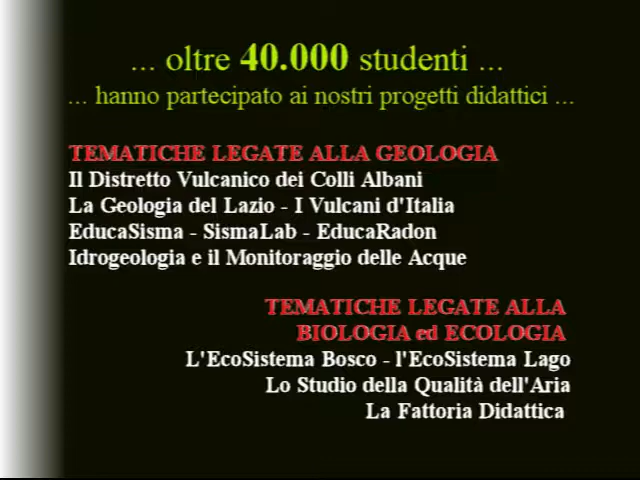 ... oltre 40.000 studenti ...
... hanno partecipato ai nostri progetti didattici ...
TEMATICHE LEGATE ALLA GEOLOGIA
Il Distretto Vulcanico dei Colli Albani
La Geologia del Lazio - I Vulcani d'Italia
EducaSisma - SismaLab - EducaRadon
Idrogeologia e il Monitoraggio delle Acque
TEMATICHE LEGATE ALLA
BIOLOGIA ed ECOLOGIA
L'EcoSistema Bosco - l'EcoSistema Lago
Lo Studio della Qualità dell'Aria
La Fattoria Didattica